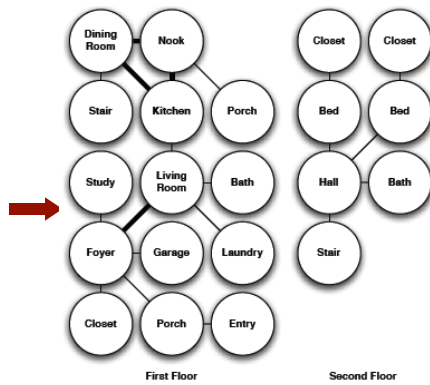 Dining Room
Nook
Closet
Closet
Stair
Kitchen
Porch
Bed
Bed
Study
Living Room
Bath
Hall
Bath
Foyer
Garage
Laundry
Stair
Closet
Porch
Entry
First Floor
Second Floor